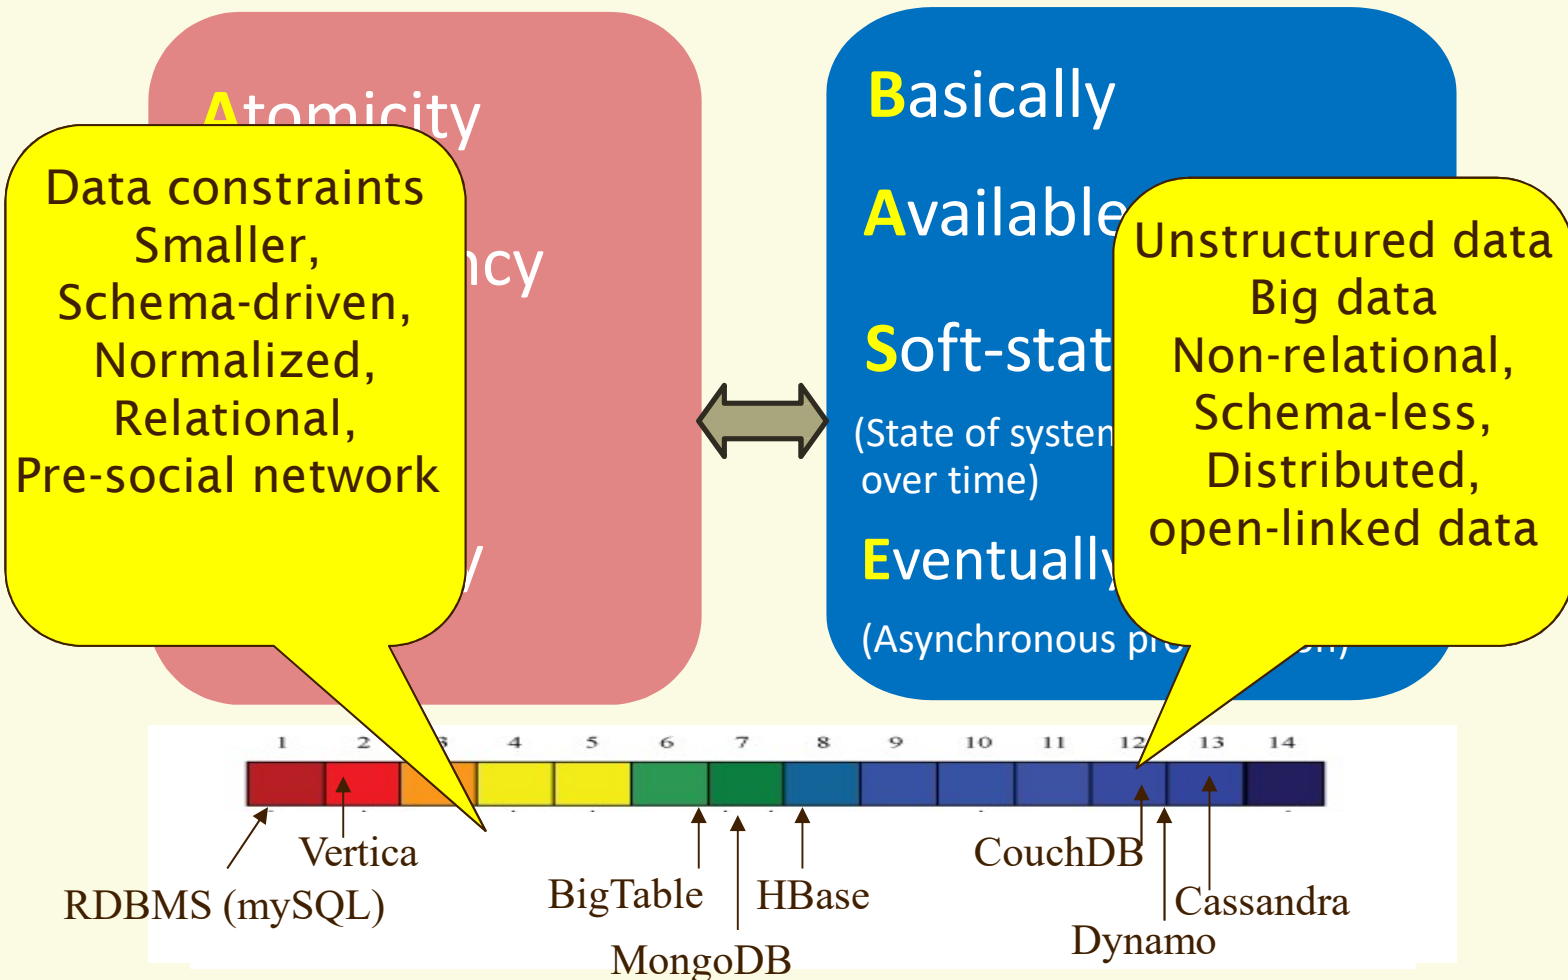 Atomicity
Data constraints
Smaller,
Schema-driven,
Normalized,
Relational,
Pre-social network
Basically
Available
Soft-stat
(State of system
over time)
Eventually
(Asynchronous
Unstructured data
Big data
Non-relational,
Schema-less,
Distributed,
open-linked data
1 2 3 4 5 6 7 8 9 10 11 12 13 14
Vertica
RDBMS (mySQL)
BigTable
MongoDB
HBase
CouchDB
Dynamo
Cassandra